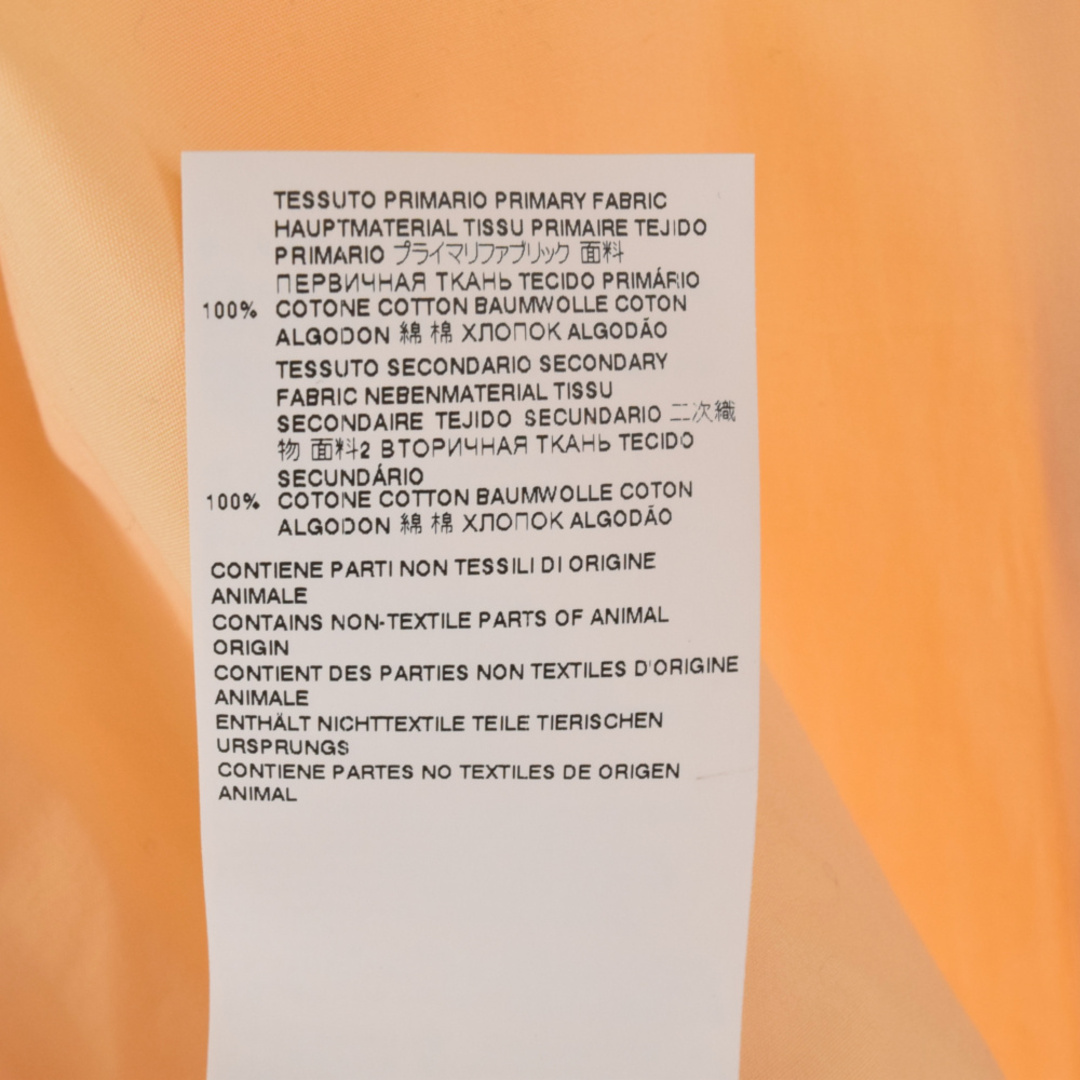 TESSUTO PRIMARIO PRIMARY FABRIC
HAUPTMATERIAL TISSU PRIMAIRE TEJIDO
PRIMARIO プライマリファブリック 面料
ПЕРВИЧНАЯ ТКАНЬ TECIDO PRIMÁRIO
100% COTONE COTTON BAUMWOLLE COTON
ALGODON 綿 棉 ХЛОПОК ALGODÃO
TESSUTO SECONDARIO SECONDARY
FABRIC NEBENMATERIAL TISSU
SECONDAIRE TEJIDO SECUNDARIO 二次織
物 面料2 ВТОРИЧНАЯ ТКАНЬ TECIDO
SECUNDÁRIO
100% COTONE COTTON BAUMWOLLE COTON
ALGODON 綿 棉 ХЛОПОК ALGODÃO
CONTIENE PARTI NON TESSILI DI ORIGINE
ANIMALE
CONTAINS NON-TEXTILE PARTS OF ANIMAL
ORIGIN
CONTIENT DES PARTIES NON TEXTILES D'ORIGINE
ANIMALE
ENTHÄLT NICHTTEXTILE TEILE TIERISCHEN
URSPRUNGS
CONTIENE PARTES NO TEXTILES DE ORIGEN
ANIMAL